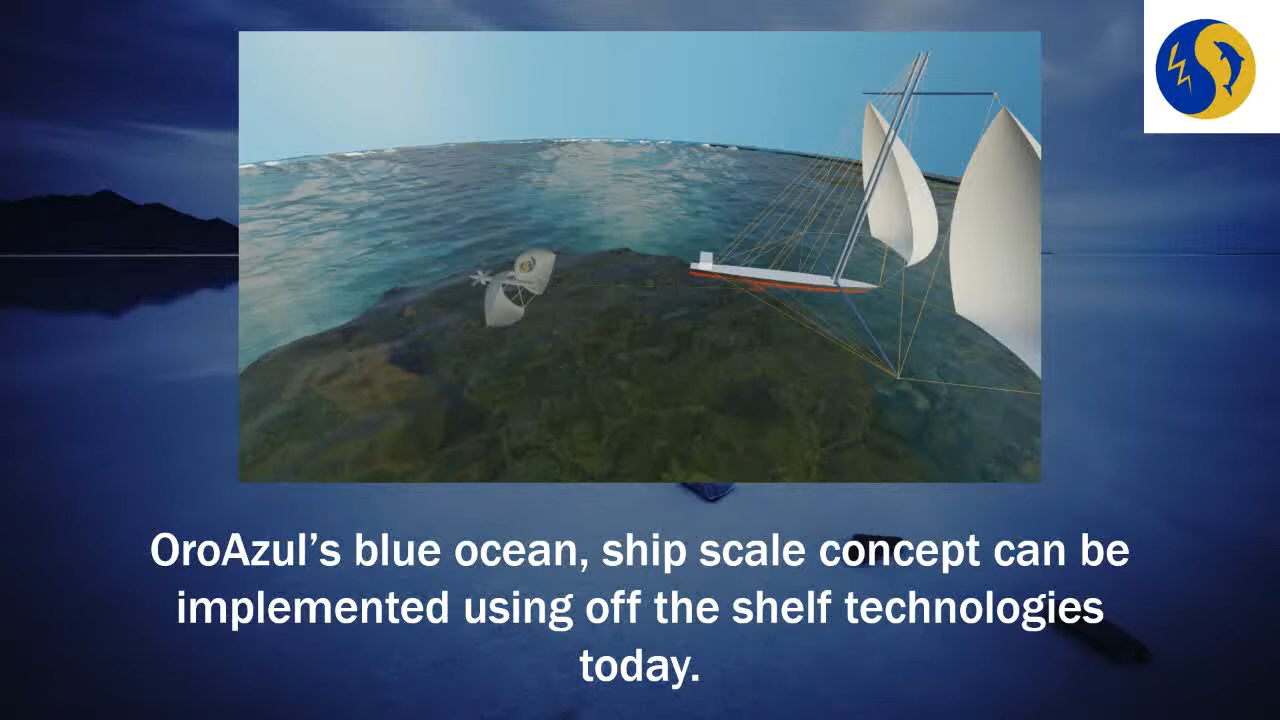 OroAzul’s blue ocean, ship scale concept can be
implemented using off the shelf technologies
today.